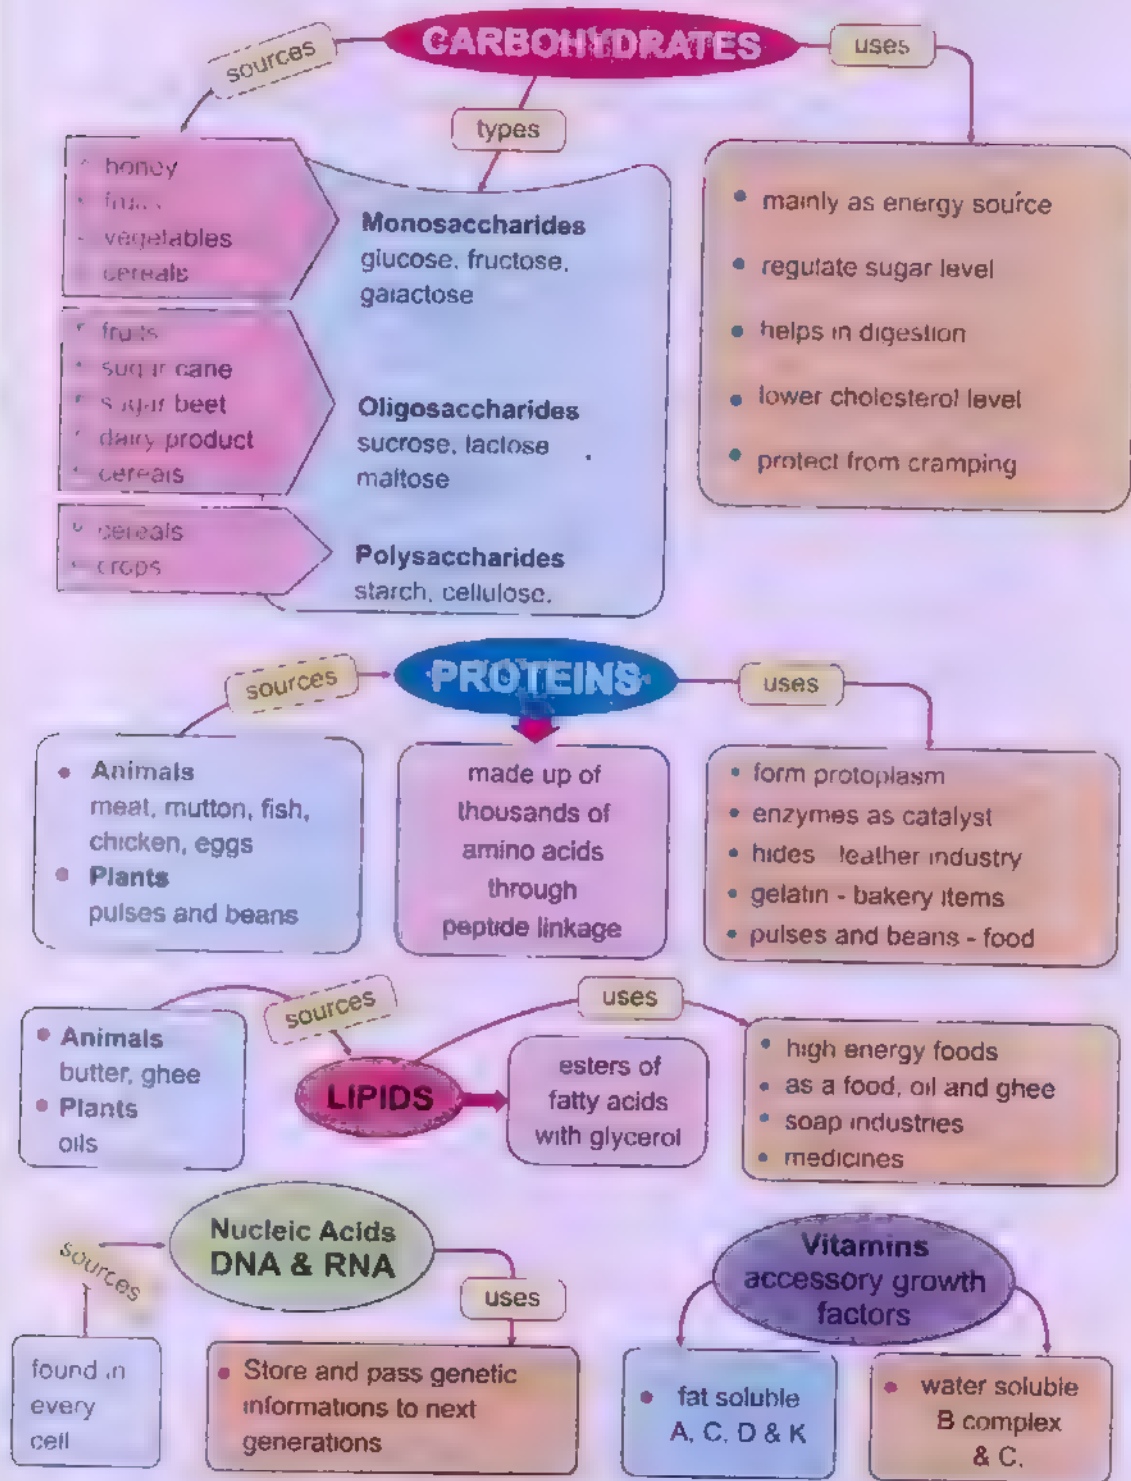 CARBOHYDRATES
sources
uses
types
honey
fruits
vegetables
cereals
fruits
sugar cane
sugar beet
dairy product
cereals
cereals
crops
Monosaccharides
glucose, fructose,
galactose
Oligosaccharides
sucrose, lactose
maltose
Polysaccharides
starch, cellulose,
• mainly as energy source
• regulate sugar level
• helps in digestion
• lower cholesterol level
• protect from cramping
PROTEINS
sources
uses
• Animals
meat, mutton, fish,
chicken, eggs
• Plants
pulses and beans
made up of
thousands of
amino acids
through
peptide linkage
• form protoplasm
• enzymes as catalyst
• hides leather industry
• gelatin - bakery items
• pulses and beans - food
LIPIDS
sources
uses
• Animals
butter, ghee
• Plants
oils
esters of
fatty acids
with glycerol
• high energy foods
• as a food, oil and ghee
• soap industries
• medicines
Nucleic Acids
DNA & RNA
sources
uses
found in
every
cell
• Store and pass genetic
informations to next
generations
Vitamins
accessory growth
factors
• fat soluble
A, C, D & K
• water soluble
B complex
& C.